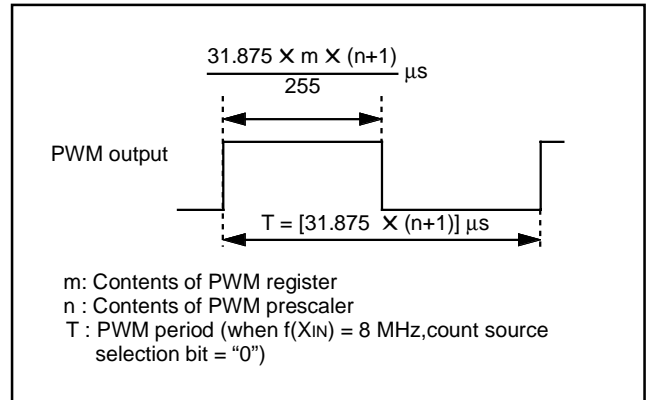 31.875 X m X (n+1)
255
μs
PWM output
T = [31.875 X (n+1)] μs
m: Contents of PWM register
n : Contents of PWM prescaler
T : PWM period (when f(XIN) = 8 MHz,count source
selection bit = “0”)